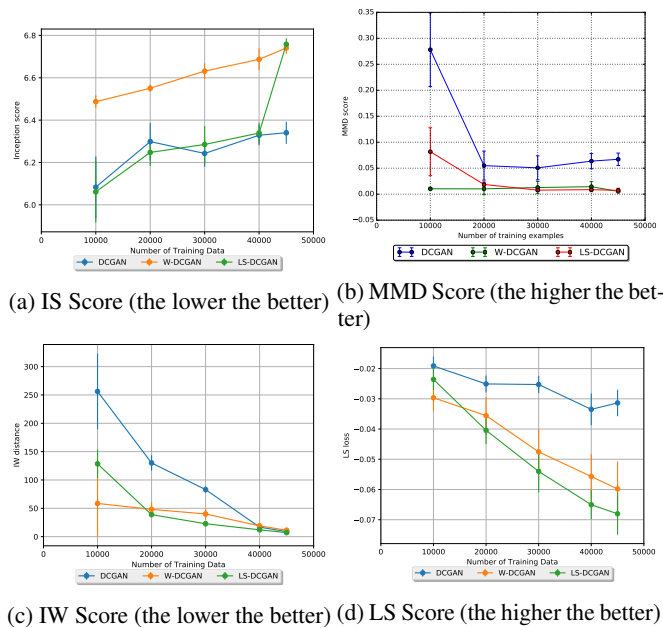 6.8
6.6
6.4
6.2
6.0
Inception score
0 10000 20000 30000 40000 50000
Number of Training Data
DCGAN W-DCGAN LS-DCGAN
0.35
0.30
0.25
0.20
0.15
0.10
0.05
0.00
−0.05
MMD score
0 10000 20000 30000 40000 50000
Number of training examples
DCGAN W-DCGAN LS-DCGAN
(a) IS Score (the lower the better)
(b) MMD Score (the higher the bet-
ter)
300
250
200
150
100
50
0
IW distance
0 10000 20000 30000 40000 50000
Number of Training Data
DCGAN W-DCGAN LS-DCGAN
−0.02
−0.03
−0.04
−0.05
−0.06
−0.07
LS loss
0 10000 20000 30000 40000 50000
Number of Training Data
DCGAN W-DCGAN LS-DCGAN
(c) IW Score (the lower the better)
(d) LS Score (the higher the better)